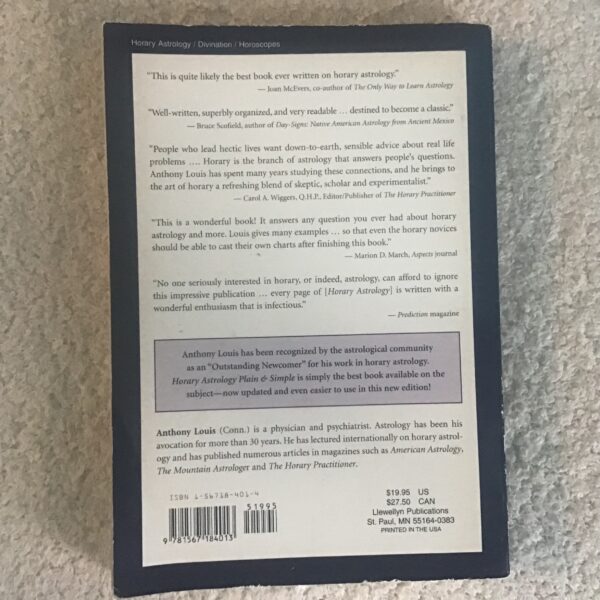 Horary Astrology / Divination / Horoscopes
“This is quite likely the best book ever written on horary astrology.”
— Joan McEvers, co-author of The Only Way to Learn Astrology
“Well-written, superbly organized, and very readable … destined to become a classic.”
— Bruce Scofield, author of Day-Signs: Native American Astrology from Ancient Mexico
“People who lead hectic lives want down-to-earth, sensible advice about real life
problems …. Horary is the branch of astrology that answers people’s questions.
Anthony Louis has spent many years studying these connections, and he brings to
the art of horary a refreshing blend of skeptic, scholar and experimentalist.”
— Carol A. Wiggers, Q.H.P., Editor/Publisher of The Horary Practitioner
“This is a wonderful book! It answers any question you ever had about horary
astrology and more. Louis gives many examples … so that even the horary novices
should be able to cast their own charts after finishing this book.”
— Marion D. March, Aspects journal
“No one seriously interested in horary, or indeed, astrology, can afford to ignore
this impressive publication … every page of [Horary Astrology] is written with a
wonderful enthusiasm that is infectious.”
— Prediction magazine
Anthony Louis has been recognized by the astrological community
as an “Outstanding Newcomer” for his work in horary astrology.
Horary Astrology Plain & Simple is simply the best book available on the
subject—now updated and even easier to use in this new edition!
Anthony Louis (Conn.) is a physician and psychiatrist. Astrology has been his
avocation for more than 30 years. He has lectured internationally on horary astrol-
ogy and has published numerous articles in magazines such as American Astrology,
The Mountain Astrologer and The Horary Practitioner.
ISBN 1-56718-401-4
51995
9 781567 184013
$19.95 US
$27.50 CAN
Llewellyn Publications
St. Paul, MN 55164-0383
PRINTED IN THE USA